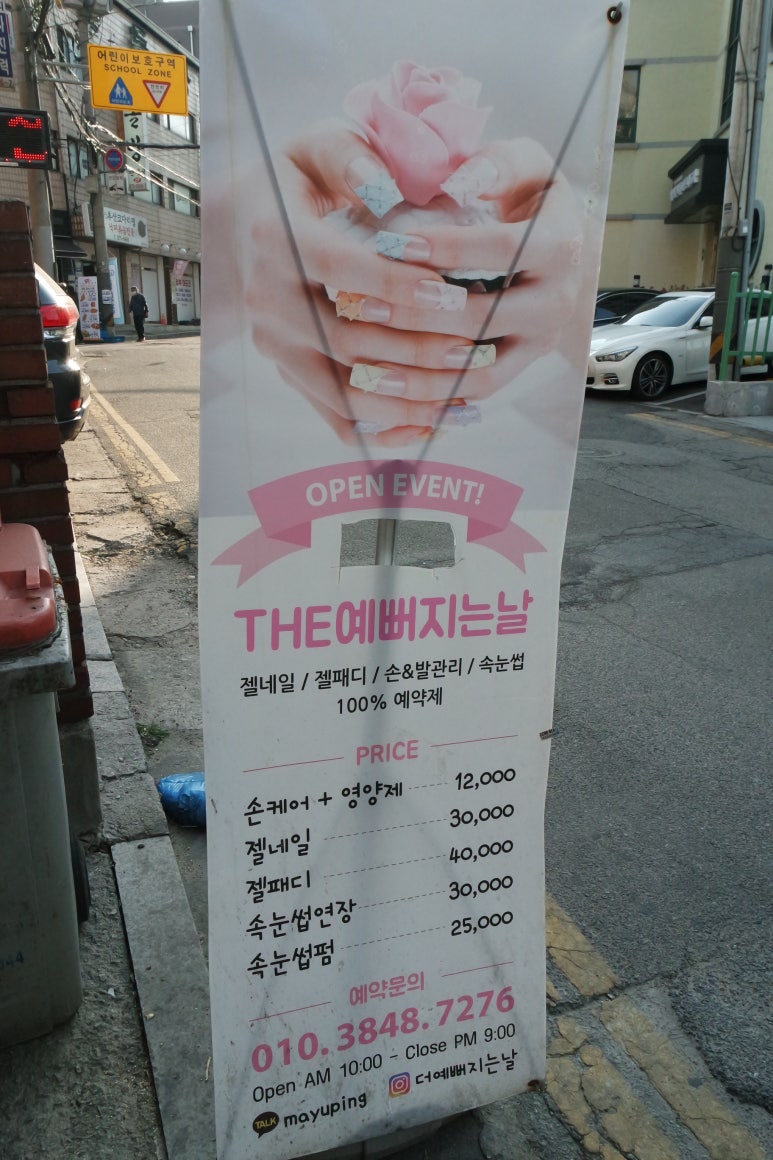 어린이보호구역
SCHOOL ZONE
OPEN EVENT!
THE예뻐지는날
젤네일 / 젤패디 / 손&발관리 / 속눈썹
100% 예약제
PRICE
손케어 + 영양제 12,000
젤네일 30,000
젤패디 40,000
속눈썹연장 30,000
속눈썹펌 25,000
예약문의
010.3848.7276
Open AM 10:00 - Close PM 9:00
TALK mayuping
더예뻐지는날